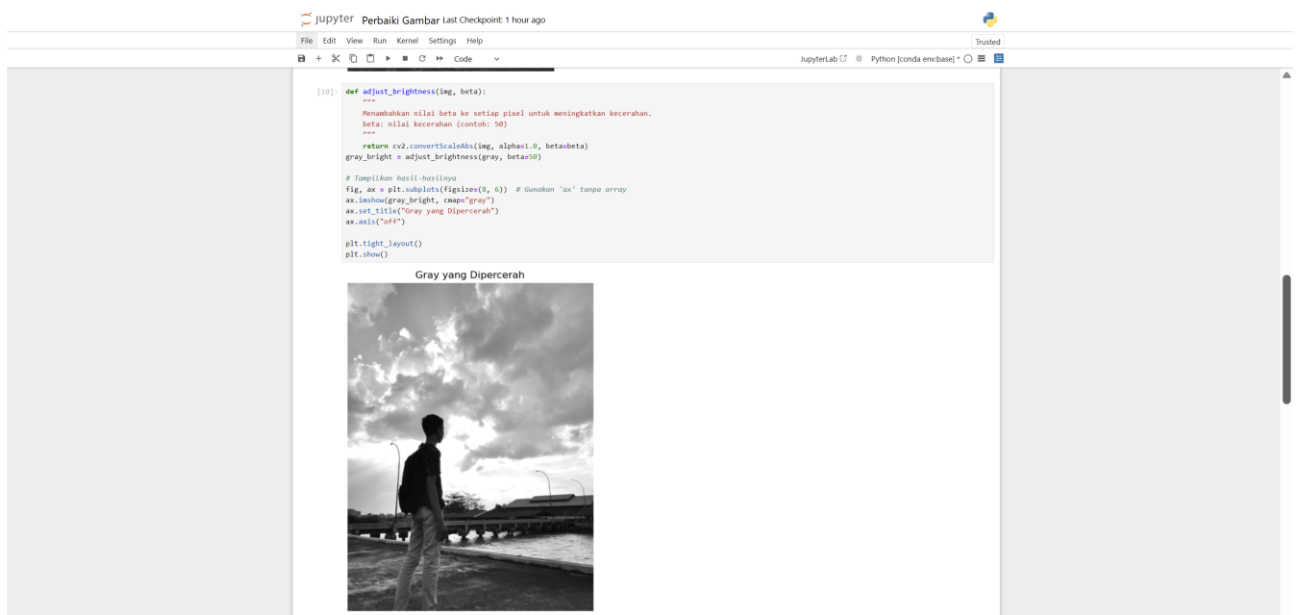 jupyter Perbaiki Gambar Last Checkpoint: 1 hour ago
File Edit View Run Kernel Settings Help
Trusted
Code
JupyterLab
Python [conda env:base] *
[10]: def adjust_brightness(img, beta):
"""
Menambahkan nilai beta ke setiap pixel untuk meningkatkan kecerahan.
beta: nilai kecerahan (contoh: 50)
"""
return cv2.convertScaleAbs(img, alpha=1.0, beta=beta)
gray_bright = adjust_brightness(gray, beta=50)
# Tampilkan hasil-hasilnya
fig, ax = plt.subplots(figsize=(8, 6)) # Gunakan 'ax' tanpa array
ax.imshow(gray_bright, cmap="gray")
ax.set_title("Gray yang Dipercerah")
ax.axis("off")
plt.tight_layout()
plt.show()
Gray yang Dipercerah